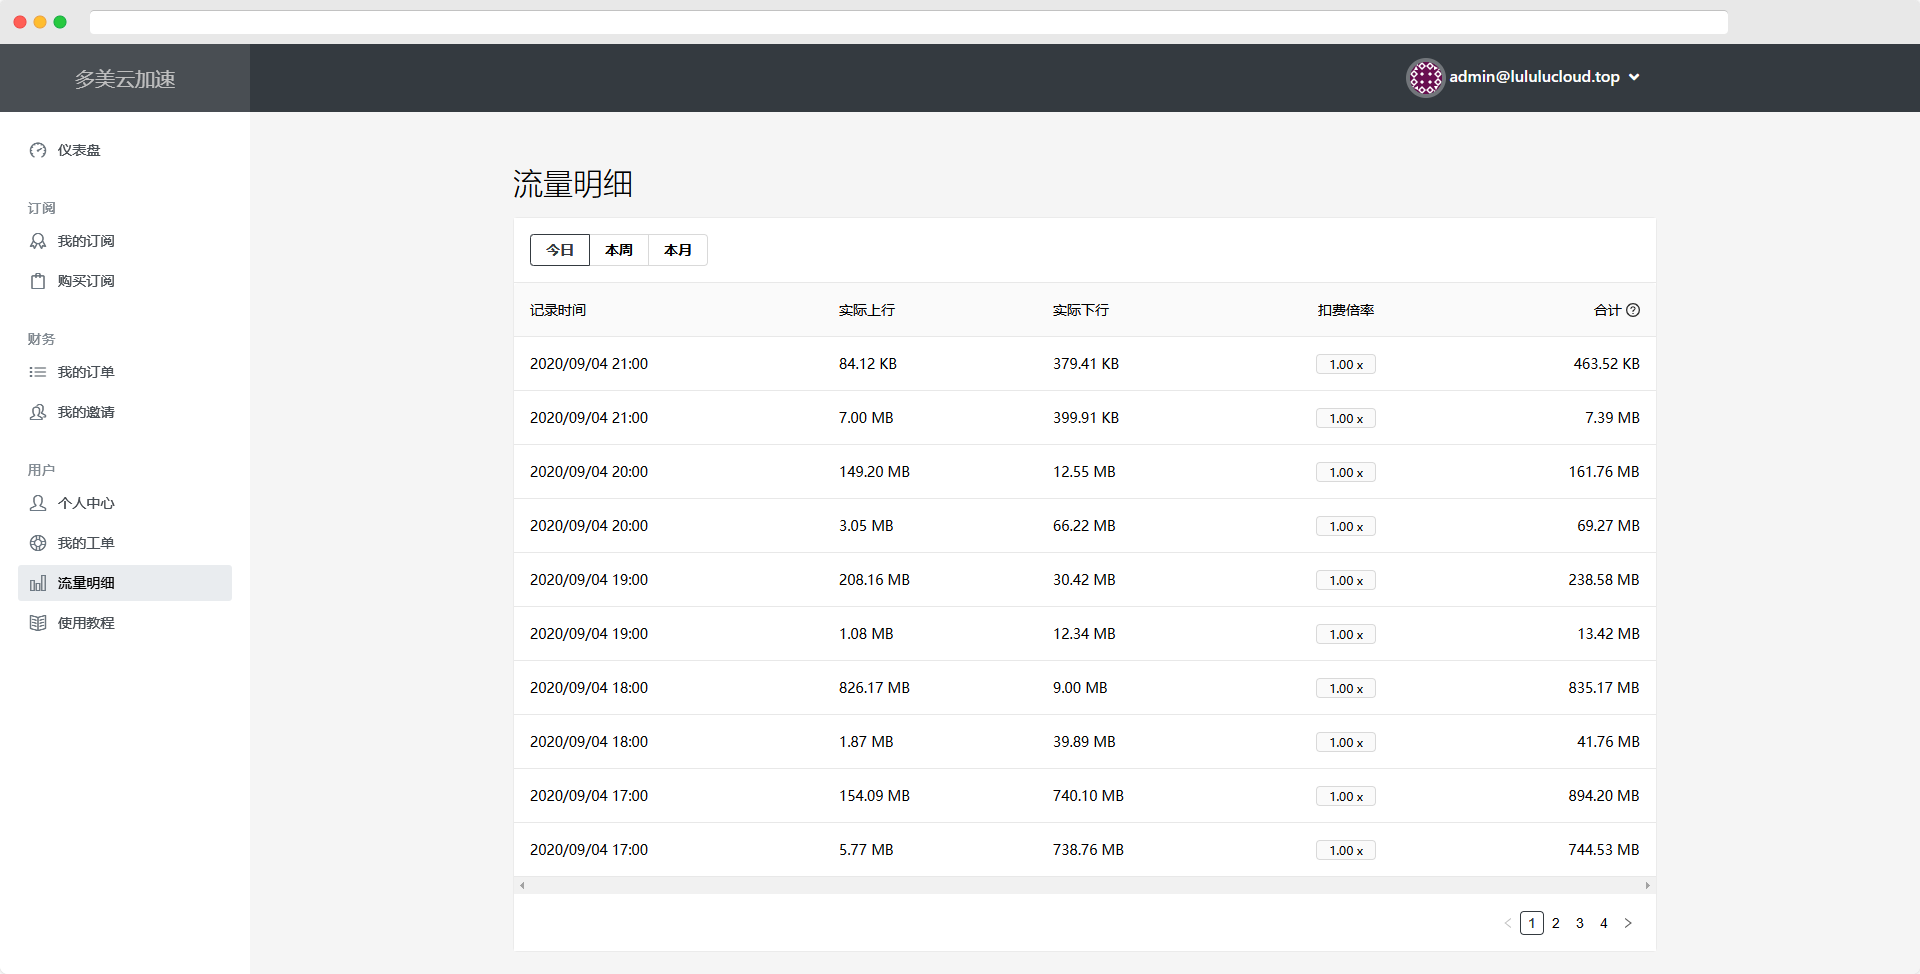 多美云加速
admin@lululucloud.top
仪表盘
订阅
我的订阅
购买订阅
财务
我的订单
我的邀请
用户
个人中心
我的工单
流量明细
使用教程
流量明细
今日 本周 本月
记录时间 实际上行 实际下行 扣费倍率 合计
2020/09/04 21:00 84.12 KB 379.41 KB 1.00 x 463.52 KB
2020/09/04 21:00 7.00 MB 399.91 KB 1.00 x 7.39 MB
2020/09/04 20:00 149.20 MB 12.55 MB 1.00 x 161.76 MB
2020/09/04 20:00 3.05 MB 66.22 MB 1.00 x 69.27 MB
2020/09/04 19:00 208.16 MB 30.42 MB 1.00 x 238.58 MB
2020/09/04 19:00 1.08 MB 12.34 MB 1.00 x 13.42 MB
2020/09/04 18:00 826.17 MB 9.00 MB 1.00 x 835.17 MB
2020/09/04 18:00 1.87 MB 39.89 MB 1.00 x 41.76 MB
2020/09/04 17:00 154.09 MB 740.10 MB 1.00 x 894.20 MB
2020/09/04 17:00 5.77 MB 738.76 MB 1.00 x 744.53 MB
1 2 3 4